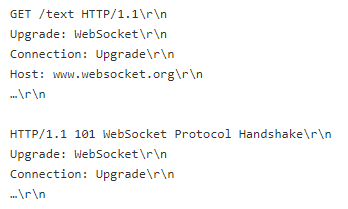 GET /text HTTP/1.1\r\n
Upgrade: WebSocket\r\n
Connection: Upgrade\r\n
Host: www.websocket.org\r\n
…\r\n
HTTP/1.1 101 WebSocket Protocol Handshake\r\n
Upgrade: WebSocket\r\n
Connection: Upgrade\r\n
…\r\n